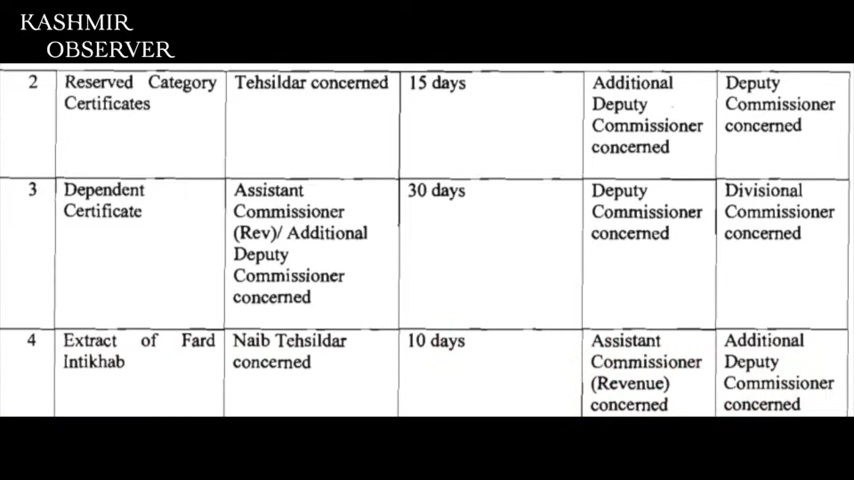 KASHMIR
OBSERVER
2 Reserved Category Tehsildar concerned 15 days Additional Deputy
Certificates Deputy Commissioner
Commissioner concerned
concerned
3 Dependent Assistant 30 days Deputy Divisional
Certificate Commissioner Commissioner Commissioner
(Rev)/ Additional concerned concerned
Deputy
Commissioner
concerned
4 Extract of Fard Naib Tehsildar 10 days Assistant Additional
Intikhab concerned Commissioner Deputy
(Revenue) Commissioner
concerned concerned